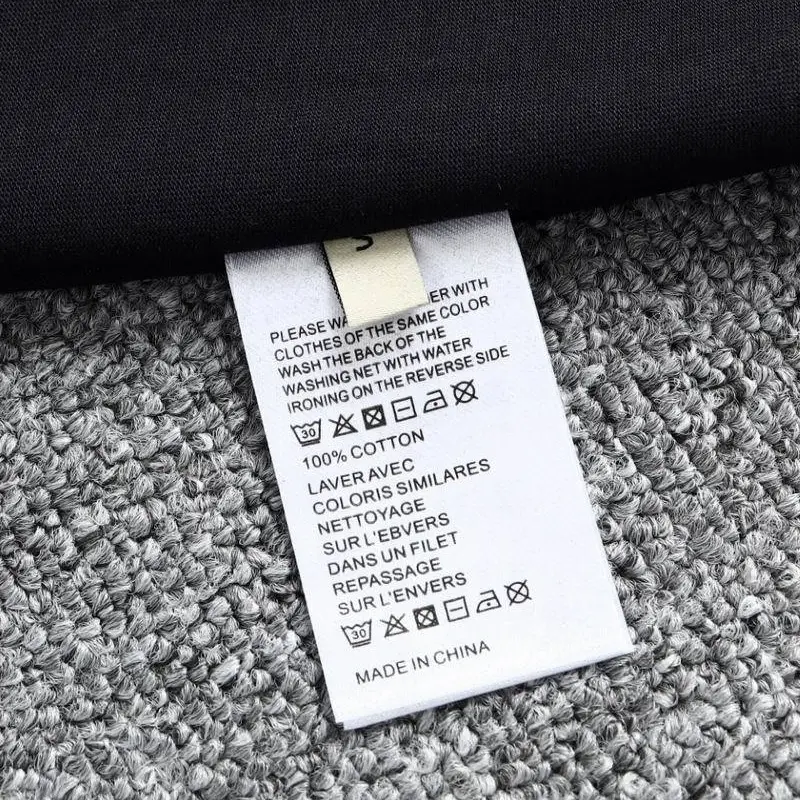 PLEASE WA ER WITH
CLOTHES OF THE SAME COLOR
WASH THE BACK OF THE
WASHING NET WITH WATER
IRONING ON THE REVERSE SIDE
30
100% COTTON
LAVER AVEC
COLORIS SIMILARES
NETTOYAGE
SUR L'EBVERS
DANS UN FILET
REPASSAGE
SUR L'ENVERS
30
MADE IN CHINA